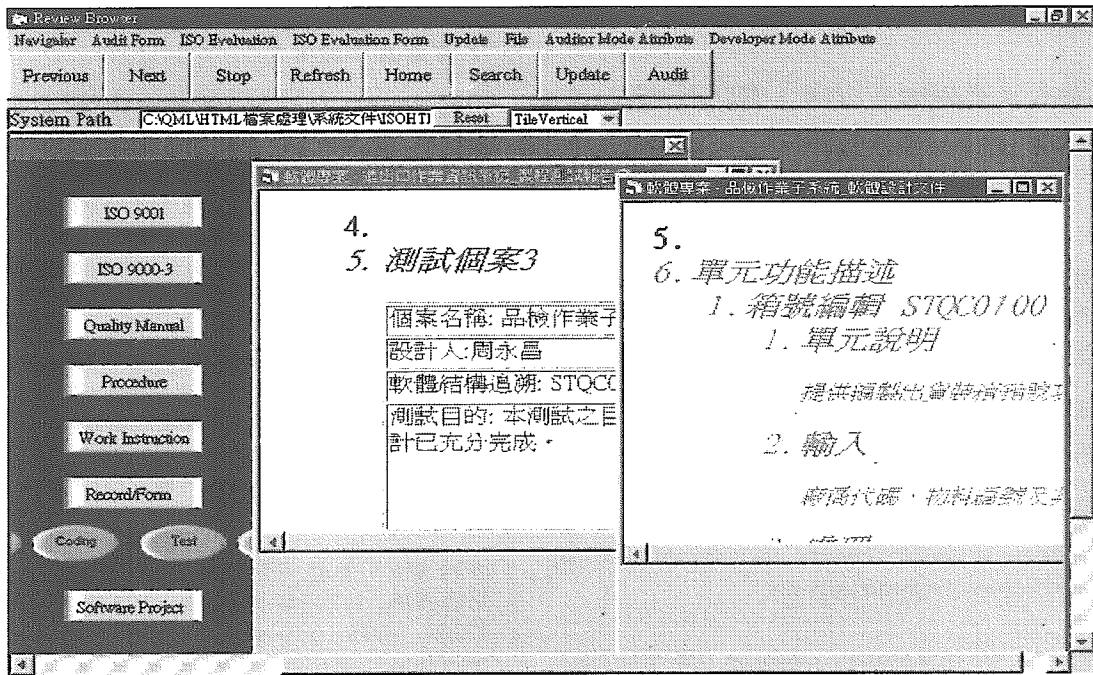 Review Browser
Navigator Audit Form ISO Evaluation ISO Evaluation Form Update File Auditor Mode Attribute Developer Mode Attribute
Previous Next Stop Refresh Home Search Update Audit
System Path C:\QML\HTML檔案處理\系統文件\ISOHT Reset TileVertical
ISO 9001
ISO 9000-3
Quality Manual
Procedure
Work Instruction
Record/Form
Coding Test
Software Project
軟體專案
4.
5. 測試個案3
個案名稱: 品檢作業子
設計人:周永昌
軟體結構追溯: STQC
測試目的: 本測試之目
計已充分完成。
軟體專案 - 品檢作業子系統_軟體設計文件
5.
6. 單元功能描述
1. 箱號編輯 STQC0100
1. 單元說明
2. 輸入